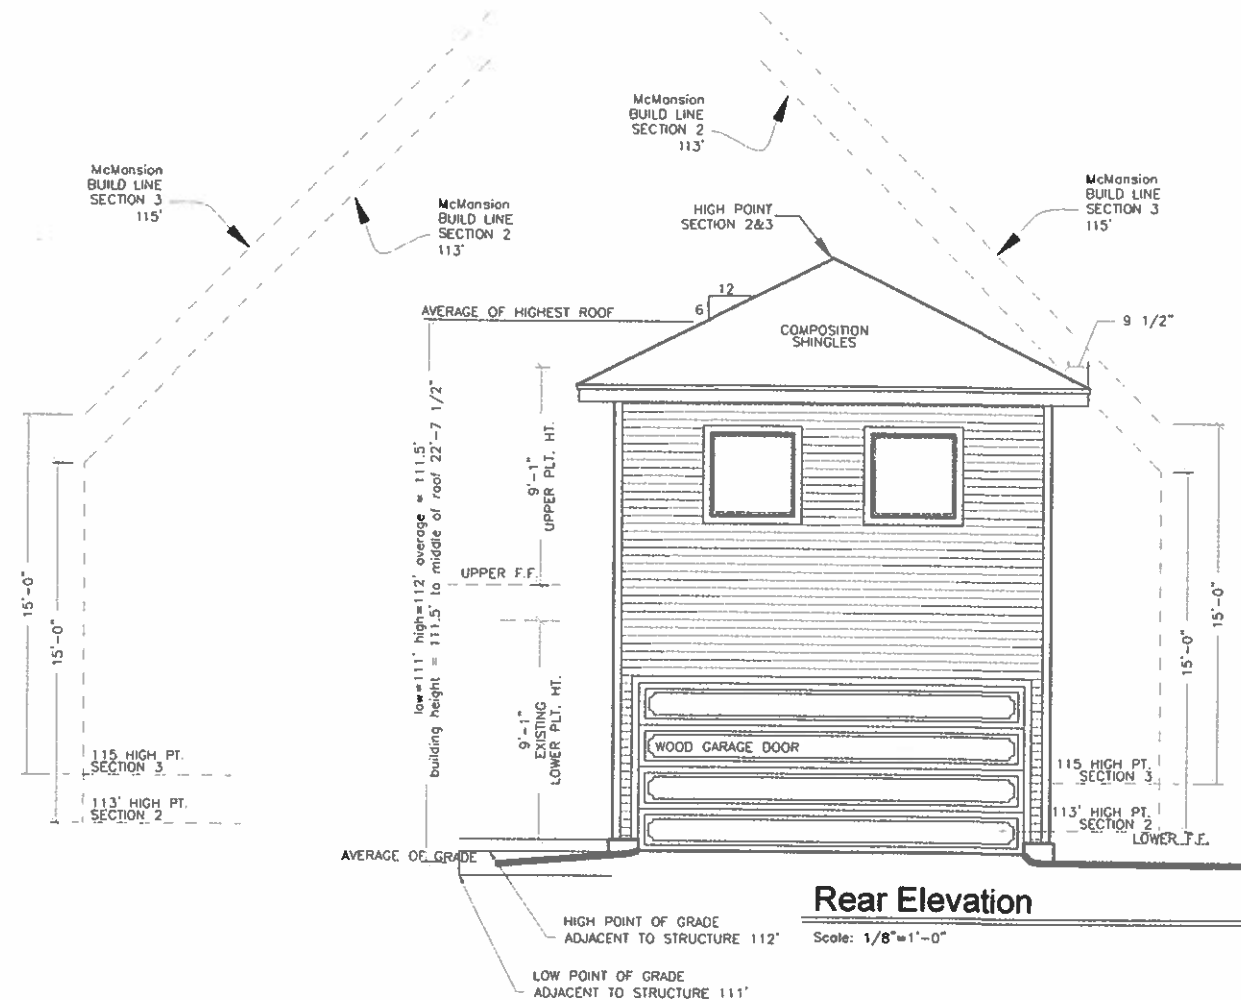 McMansion
BUILD LINE
SECTION 2
113'
McMansion
BUILD LINE
SECTION 3
115'
McMansion
BUILD LINE
SECTION 2
113'
McMansion
BUILD LINE
SECTION 3
115'
HIGH POINT
SECTION 2&3
12
6
AVERAGE OF HIGHEST ROOF
COMPOSITION
SHINGLES
9 1/2"
low=111' high=112' average = 111.5'
building height = 111.5' to middle of roof 22'-7 1/2"
9'-1"
UPPER PLT. HT.
UPPER F.F.
15'-0"
15'-0"
15'-0"
15'-0"
9'-1"
EXISTING
LOWER PLT. HT.
WOOD GARAGE DOOR
115 HIGH PT.
SECTION 3
113' HIGH PT.
SECTION 2
115 HIGH PT.
SECTION 3
113' HIGH PT.
SECTION 2
LOWER F.F.
AVERAGE OF GRADE
Rear Elevation
Scale: 1/8"=1'-0"
HIGH POINT OF GRADE
ADJACENT TO STRUCTURE 112'
LOW POINT OF GRADE
ADJACENT TO STRUCTURE 111'